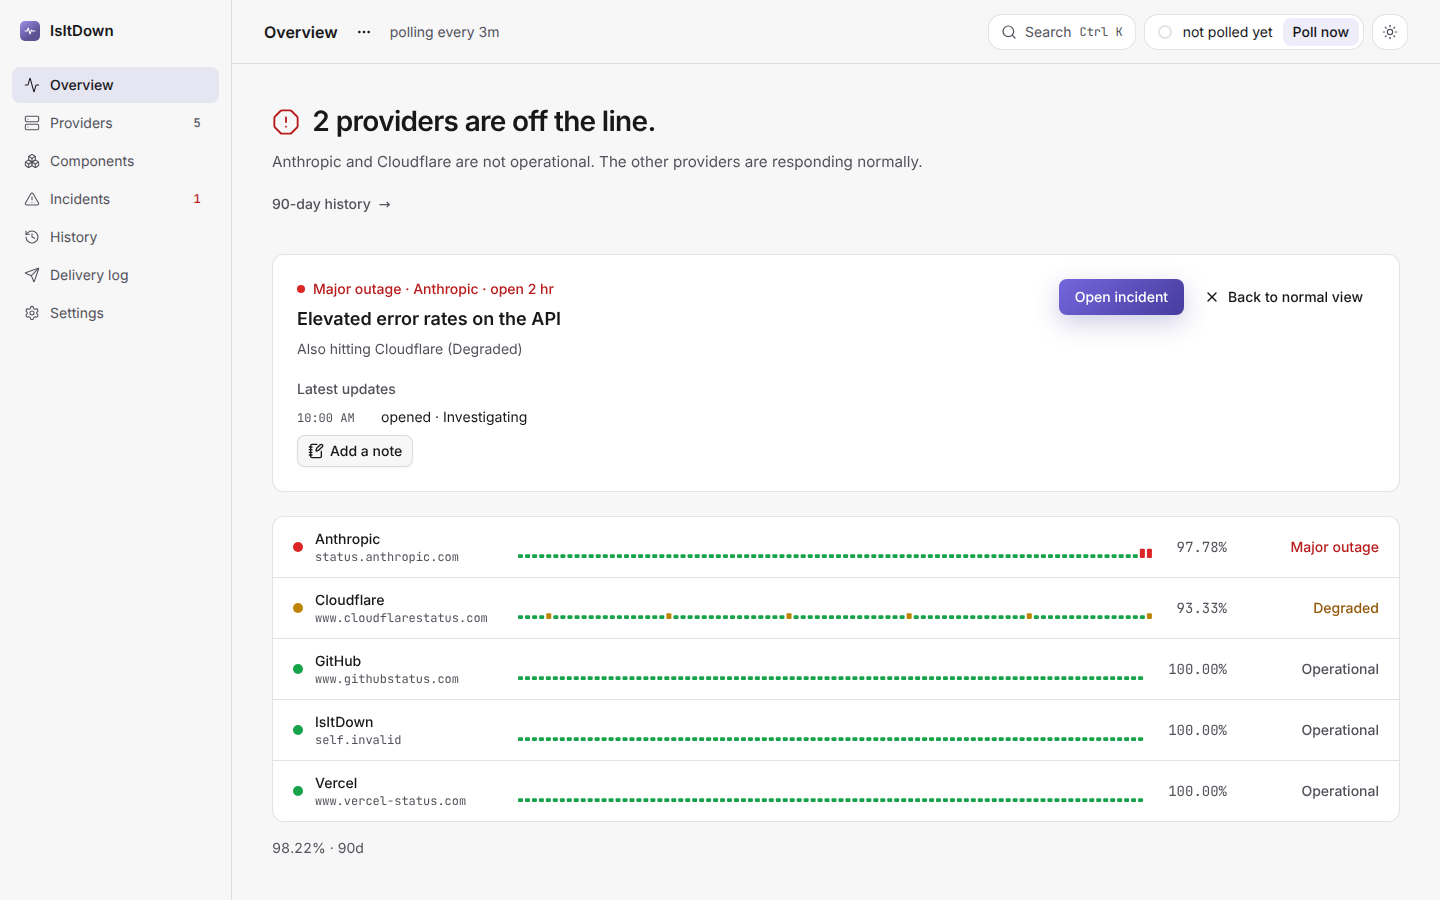 IsItDown
Overview
Providers 5
Components
Incidents 1
History
Delivery log
Settings
Overview ··· polling every 3m
Search Ctrl K
not polled yet Poll now
2 providers are off the line.
Anthropic and Cloudflare are not operational. The other providers are responding normally.
90-day history →
Major outage · Anthropic · open 2 hr
Open incident
Back to normal view
Elevated error rates on the API
Also hitting Cloudflare (Degraded)
Latest updates
10:00 AM opened · Investigating
Add a note
Anthropic
status.anthropic.com
97.78% Major outage
Cloudflare
www.cloudflarestatus.com
93.33% Degraded
GitHub
www.githubstatus.com
100.00% Operational
IsItDown
self.invalid
100.00% Operational
Vercel
www.vercel-status.com
100.00% Operational
98.22% · 90d